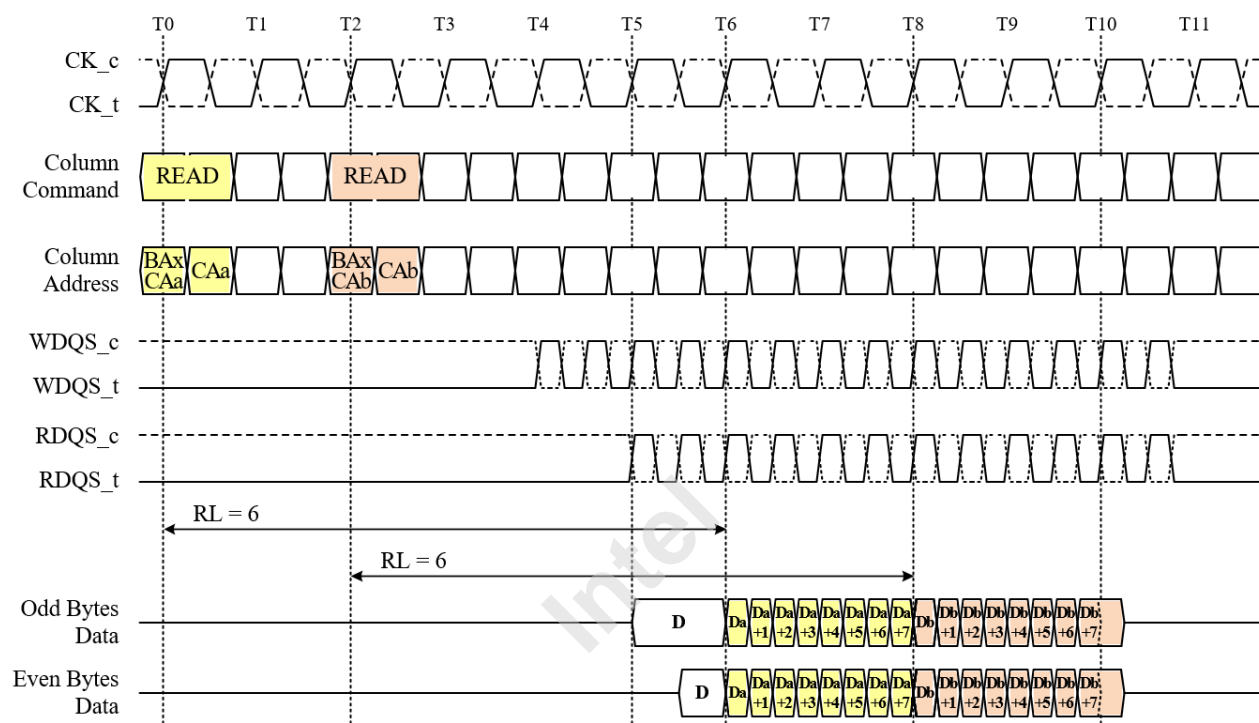 T0 T1 T2 T3 T4 T5 T6 T7 T8 T9 T10 T11
CK_c
CK_t
Column
Command
READ READ
Column
Address
BAx
CAa
CAa
BAx
CAb
CAb
WDQS_c
WDQS_t
RDQS_c
RDQS_t
RL = 6
RL = 6
Intel
Odd Bytes
Data
D Da Da Da Da Da Da Da Da Db Db Db Db Db Db Db Db
+1 +2 +3 +4 +5 +6 +7 +1 +2 +3 +4 +5 +6 +7
Even Bytes
Data
D Da Da Da Da Da Da Da Da Db Db Db Db Db Db Db Db
+1 +2 +3 +4 +5 +6 +7 +1 +2 +3 +4 +5 +6 +7